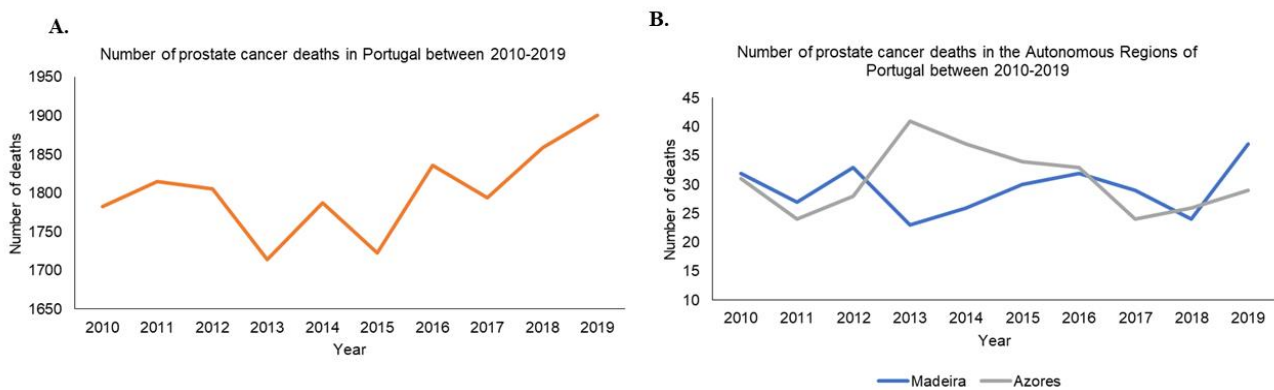 A.
Number of prostate cancer deaths in Portugal between 2010-2019
1950
1900
1850
1800
1750
1700
1650
Number of deaths
2010 2011 2012 2013 2014 2015 2016 2017 2018 2019
Year
B.
Number of prostate cancer deaths in the Autonomous Regions of
Portugal between 2010-2019
45
40
35
30
25
20
15
10
Number of deaths
2010 2011 2012 2013 2014 2015 2016 2017 2018 2019
Year
Madeira Azores